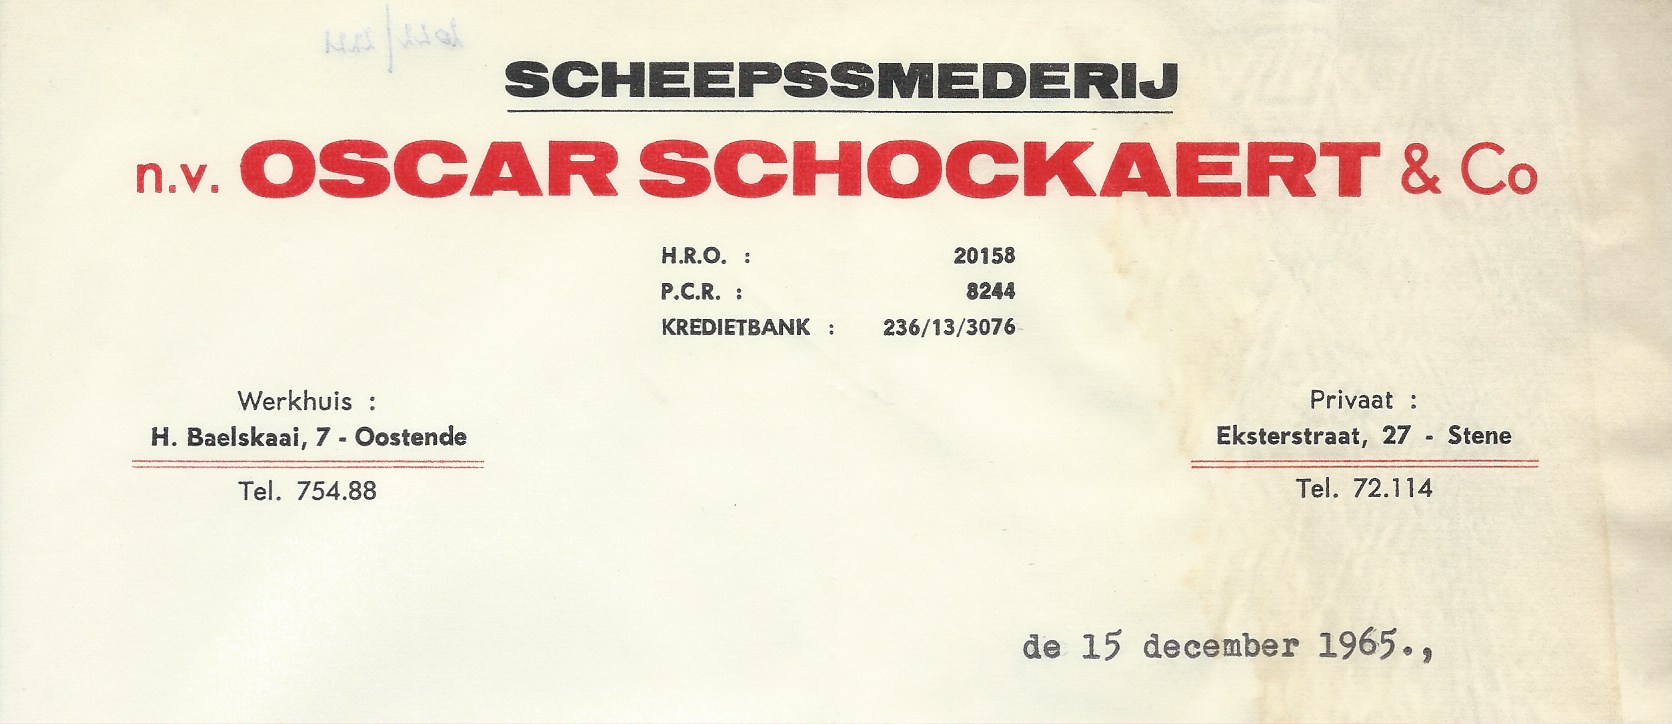 SCHEEPSSMEDERIJ
n.v. OSCAR SCHOCKAERT & Co
H.R.O. : 20158
P.C.R. : 8244
KREDIETBANK : 236/13/3076
Werkhuis :
H. Baelskaai, 7 - Oostende
Tel. 754.88
Privaat :
Eksterstraat, 27 - Stene
Tel. 72.114
de 15 december 1965.,